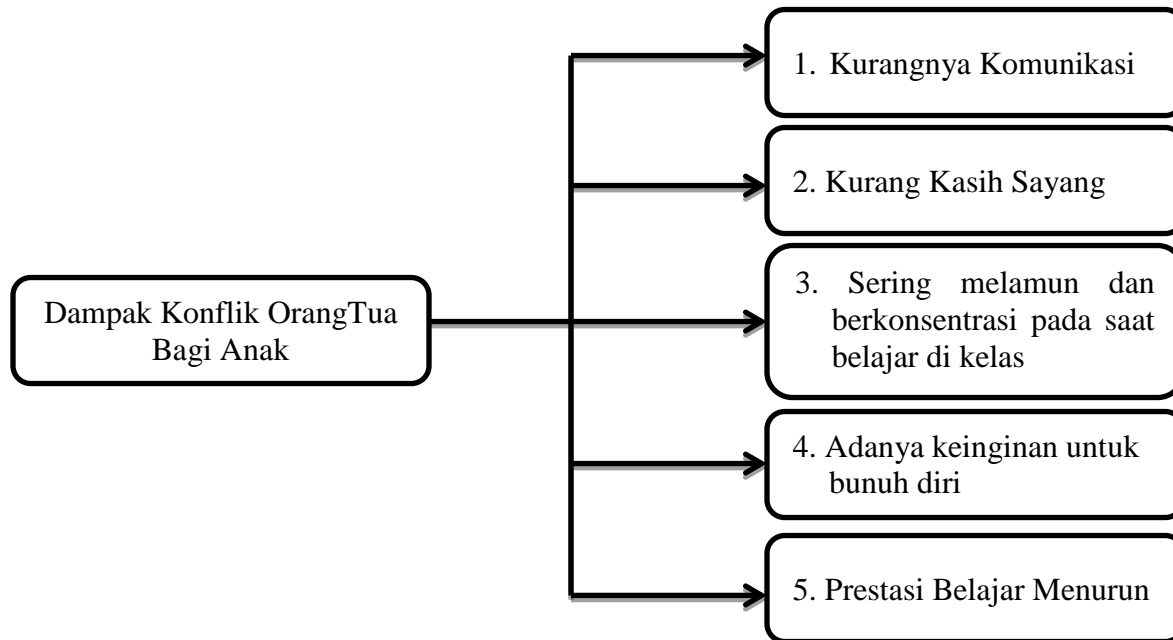 Dampak Konflik OrangTua
Bagi Anak
1. Kurangnya Komunikasi
2. Kurang Kasih Sayang
3. Sering melamun dan
berkonsentrasi pada saat
belajar di kelas
4. Adanya keinginan untuk
bunuh diri
5. Prestasi Belajar Menurun